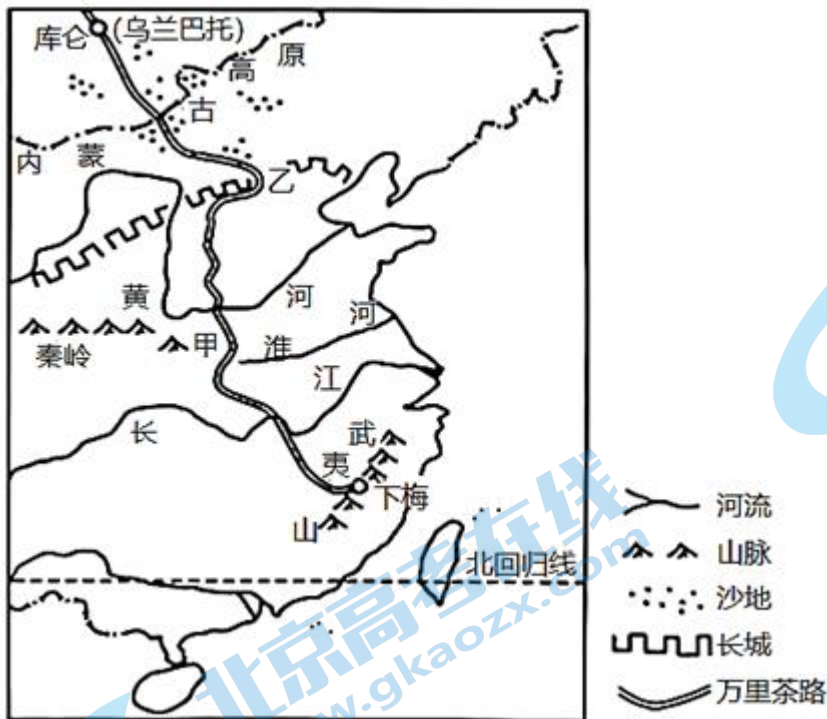 库仑 (乌兰巴托)
内蒙古高原
乙
黄河
秦岭
甲
淮河
长江
武夷山
下梅
北回归线
河流
山脉
沙地
长城
万里茶路
北京高考在线
www.gkaozx.com